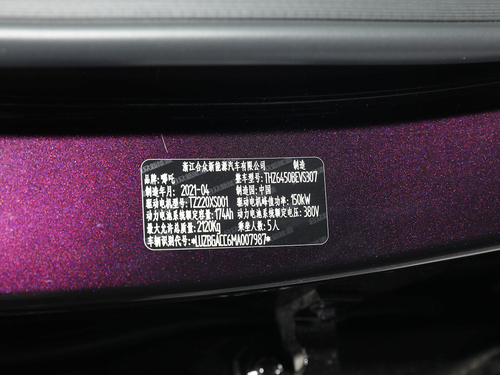 浙江合众新能源汽车有限公司 制造
品牌:哪吒 整车型号:THZ6450BEVS307
制造年月:2021-04 制造国:中国
驱动电机型号:TZ220XS001 驱动电机峰值功率:150kW
动力电池系统额定容量:174Ah 动力电池系统额定电压:380V
最大允许总质量:2120Kg 乘坐人数:5人
车辆识别代号:*LUZBGACC6MA007987*